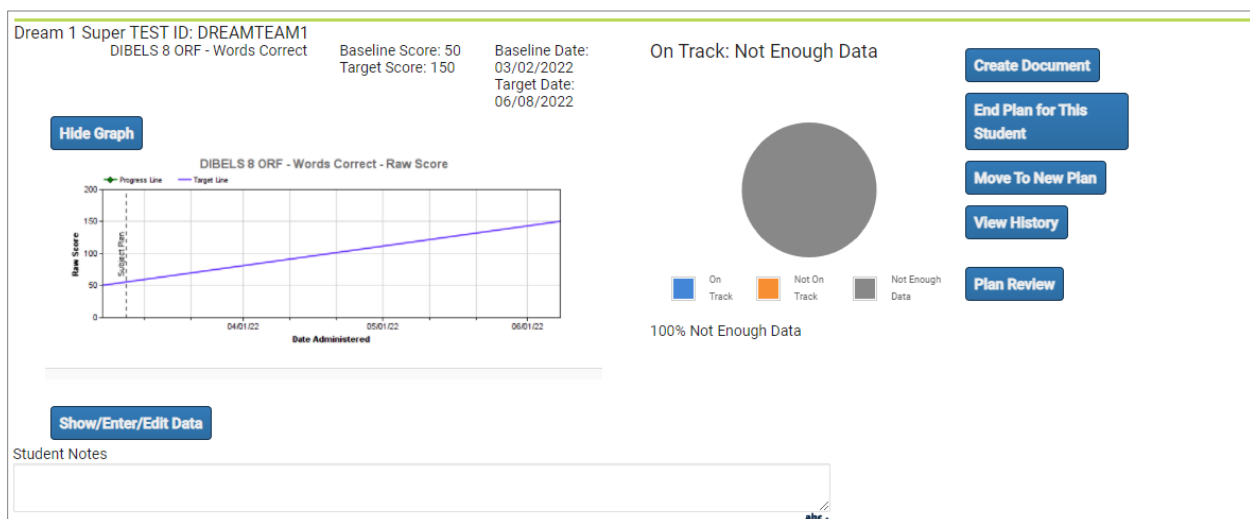 Dream 1 Super TEST ID: DREAMTEAM1
DIBELS 8 ORF - Words Correct
Baseline Score: 50
Target Score: 150
Baseline Date:
03/02/2022
Target Date:
06/08/2022
Hide Graph
DIBELS 8 ORF - Words Correct - Raw Score
Progress Line
Target Line
200
150
100
50
0
Raw Score
Subject Plan
04/01/22
05/01/22
06/01/22
Date Administered
Show/Enter/Edit Data
Student Notes
abc
On Track: Not Enough Data
On
Track
Not On
Track
Not Enough
Data
100% Not Enough Data
Create Document
End Plan for This
Student
Move To New Plan
View History
Plan Review